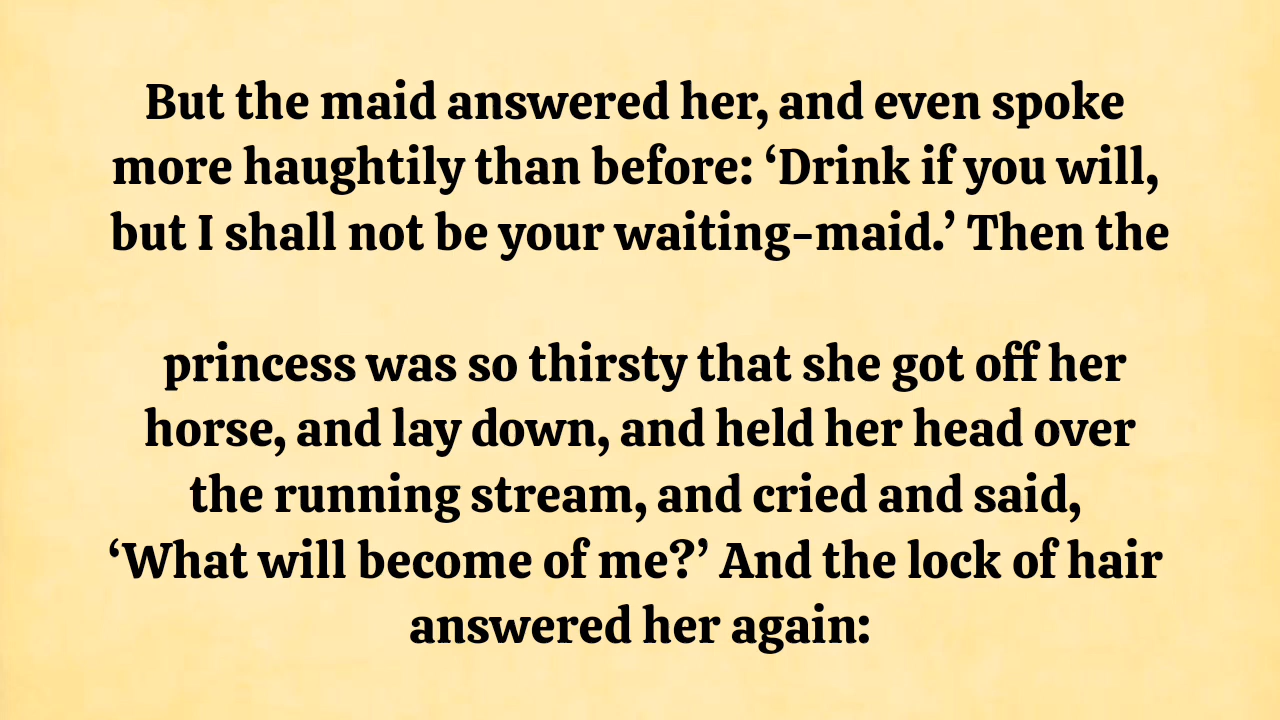 But the maid answered her, and even spoke
more haughtily than before: ‘Drink if you will,
but I shall not be your waiting-maid.’ Then the
princess was so thirsty that she got off her
horse, and lay down, and held her head over
the running stream, and cried and said,
‘What will become of me?’ And the lock of hair
answered her again: